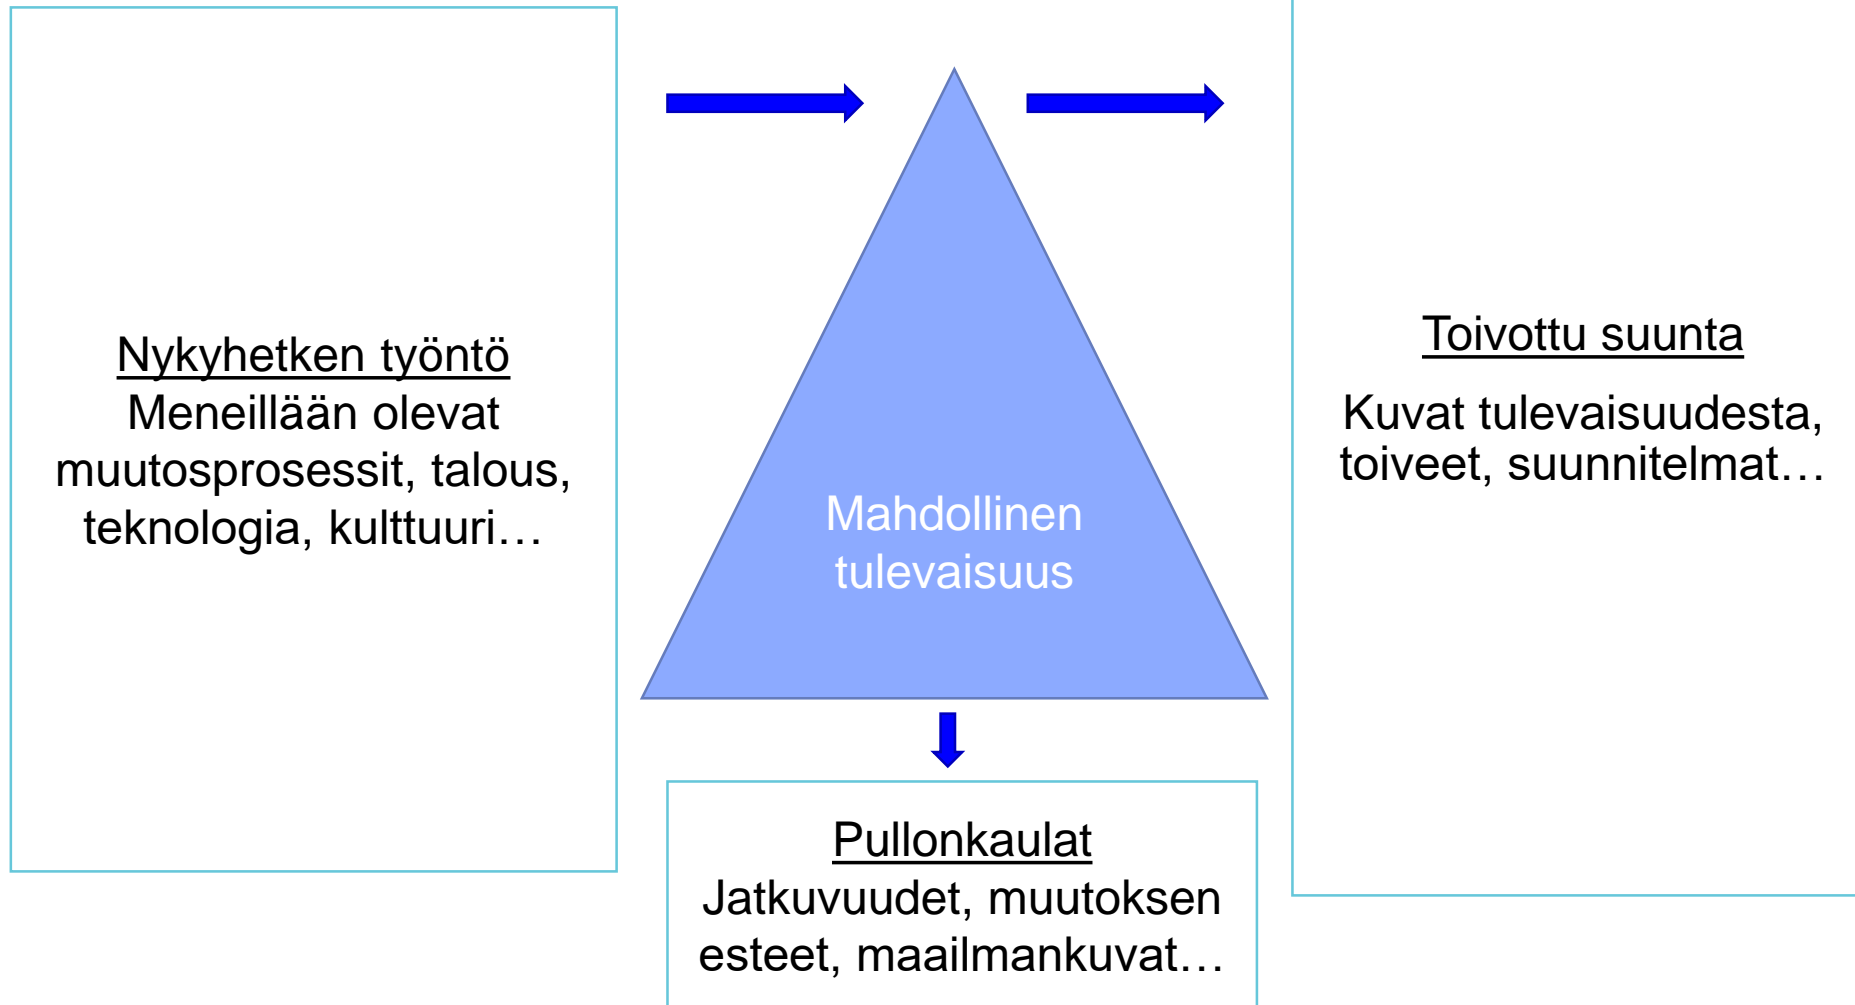 Nykyhetken työntö
Meneillään olevat
muutosprosessit, talous,
teknologia, kulttuuri…
Mahdollinen
tulevaisuus
Toivottu suunta
Kuvat tulevaisuudesta,
toiveet, suunnitelmat…
Pullonkaulat
Jatkuvuudet, muutoksen
esteet, maailmankuvat…